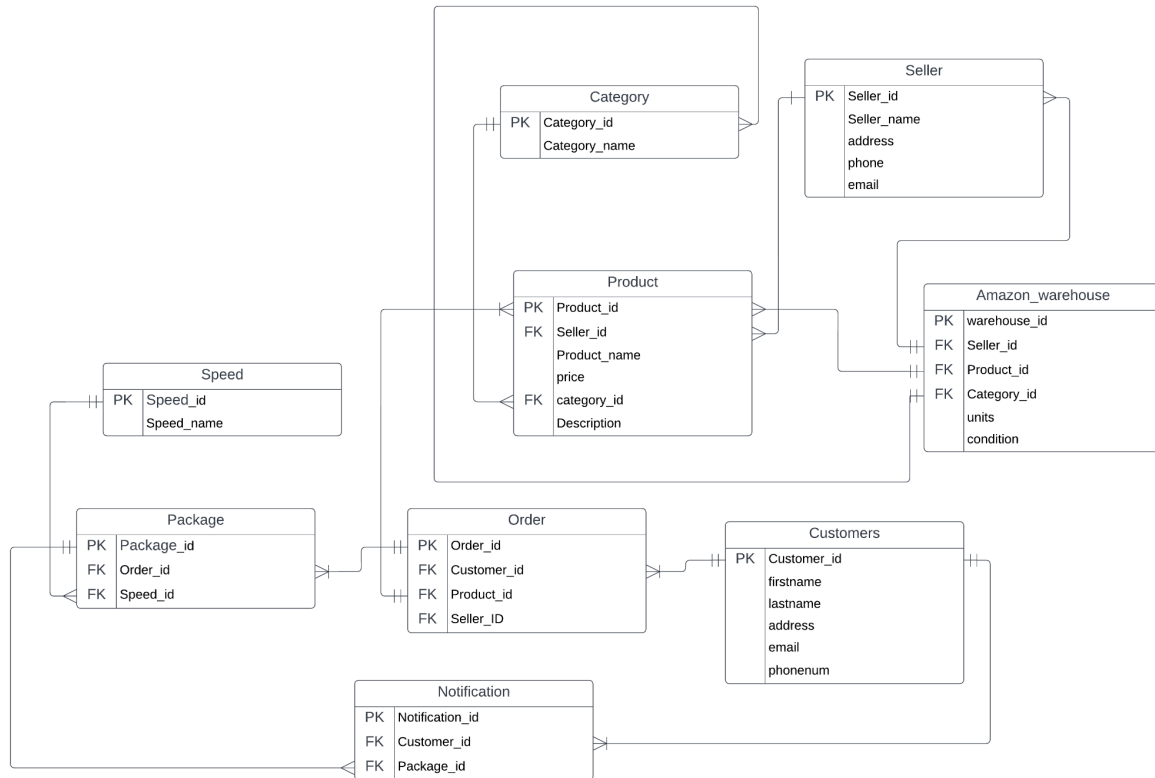 Category
PK Category_id
Category_name
Seller
PK Seller_id
Seller_name
address
phone
email
Product
PK Product_id
FK Seller_id
Product_name
price
FK category_id
Description
Amazon_warehouse
PK warehouse_id
FK Seller_id
FK Product_id
FK Category_id
units
condition
Speed
PK Speed_id
Speed_name
Package
PK Package_id
FK Order_id
FK Speed_id
Order
PK Order_id
FK Customer_id
FK Product_id
FK Seller_ID
Customers
PK Customer_id
firstname
lastname
address
email
phonenum
Notification
PK Notification_id
FK Customer_id
FK Package_id